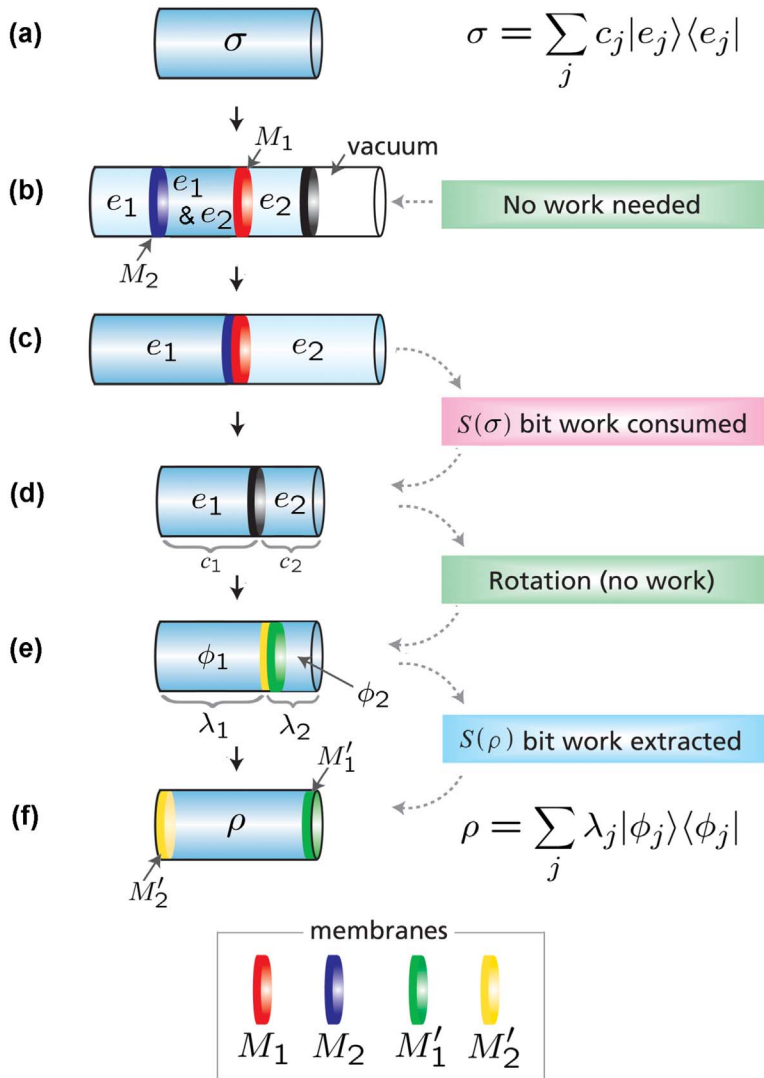 (a) σ σ = ∑_j c_j|e_j⟩⟨e_j|
M_1 vacuum
(b) e_1 e_1 & e_2 e_2 No work needed
M_2
(c) e_1 e_2
S(σ) bit work consumed
(d) e_1 e_2
c_1 c_2
Rotation (no work)
(e) ϕ_1
ϕ_2
λ_1 λ_2
S(ρ) bit work extracted
M′_1
(f) ρ ρ = ∑_j λ_j|ϕ_j⟩⟨ϕ_j|
M′_2
membranes
M_1 M_2 M′_1 M′_2